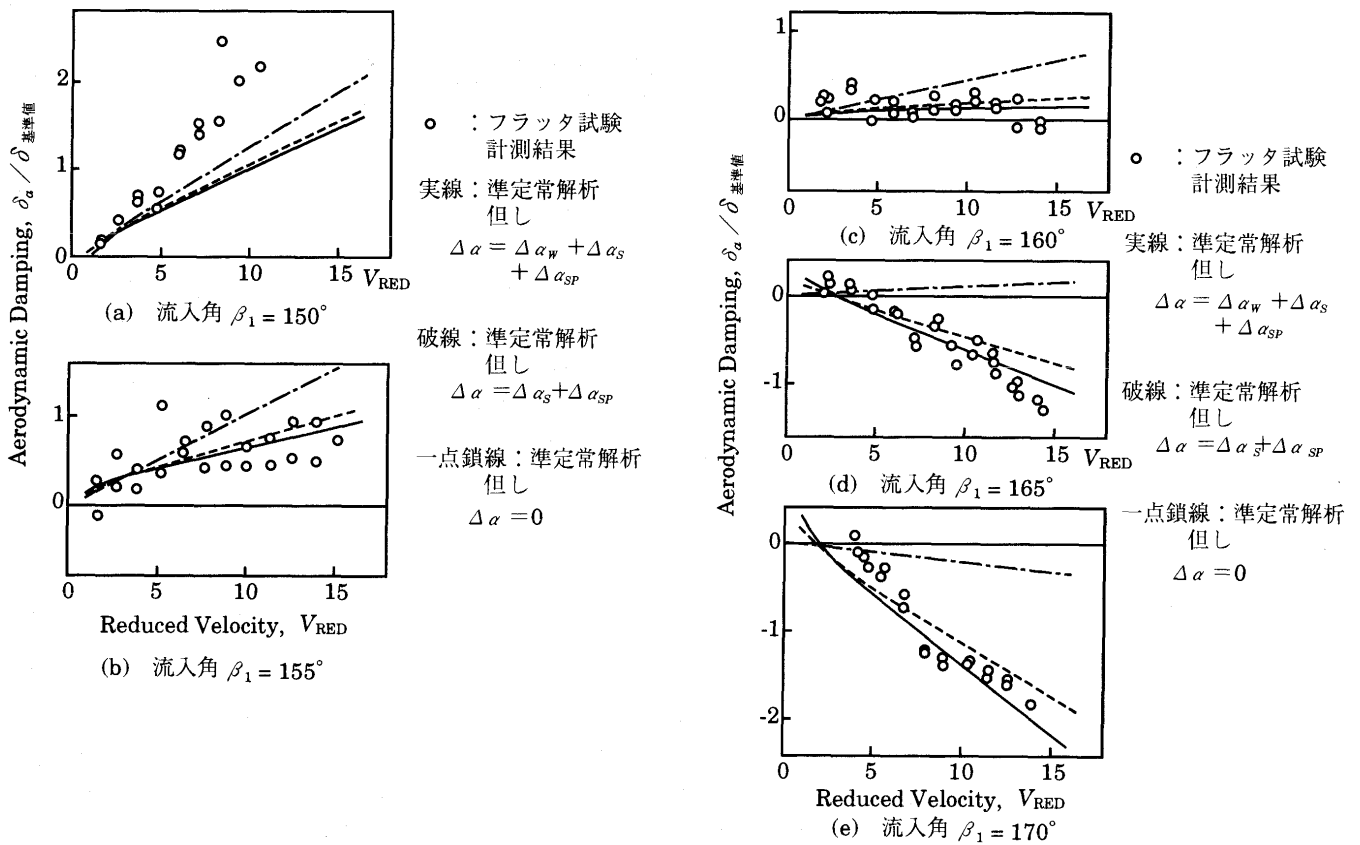 Aerodynamic Damping, δα / δ基準値
2
1
0
0
5
10
15
VRED
(a) 流入角 β1 = 150°
1
0
0
5
10
15
Reduced Velocity, VRED
(b) 流入角 β1 = 155°
○ :フラッタ試験
計測結果
実線:準定常解析
但し
Δα = ΔαW + ΔαS
+ ΔαSP
破線:準定常解析
但し
Δα = ΔαS + ΔαSP
一点鎖線:準定常解析
但し
Δα = 0
Aerodynamic Damping, δα / δ基準値
1
0
0
5
10
15
VRED
(c) 流入角 β1 = 160°
0
-1
0
5
10
15
VRED
(d) 流入角 β1 = 165°
0
-1
-2
0
5
10
15
Reduced Velocity, VRED
(e) 流入角 β1 = 170°
○ :フラッタ試験
計測結果
実線:準定常解析
但し
Δα = ΔαW + ΔαS
+ ΔαSP
破線:準定常解析
但し
Δα = ΔαS + ΔαSP
一点鎖線:準定常解析
但し
Δα = 0